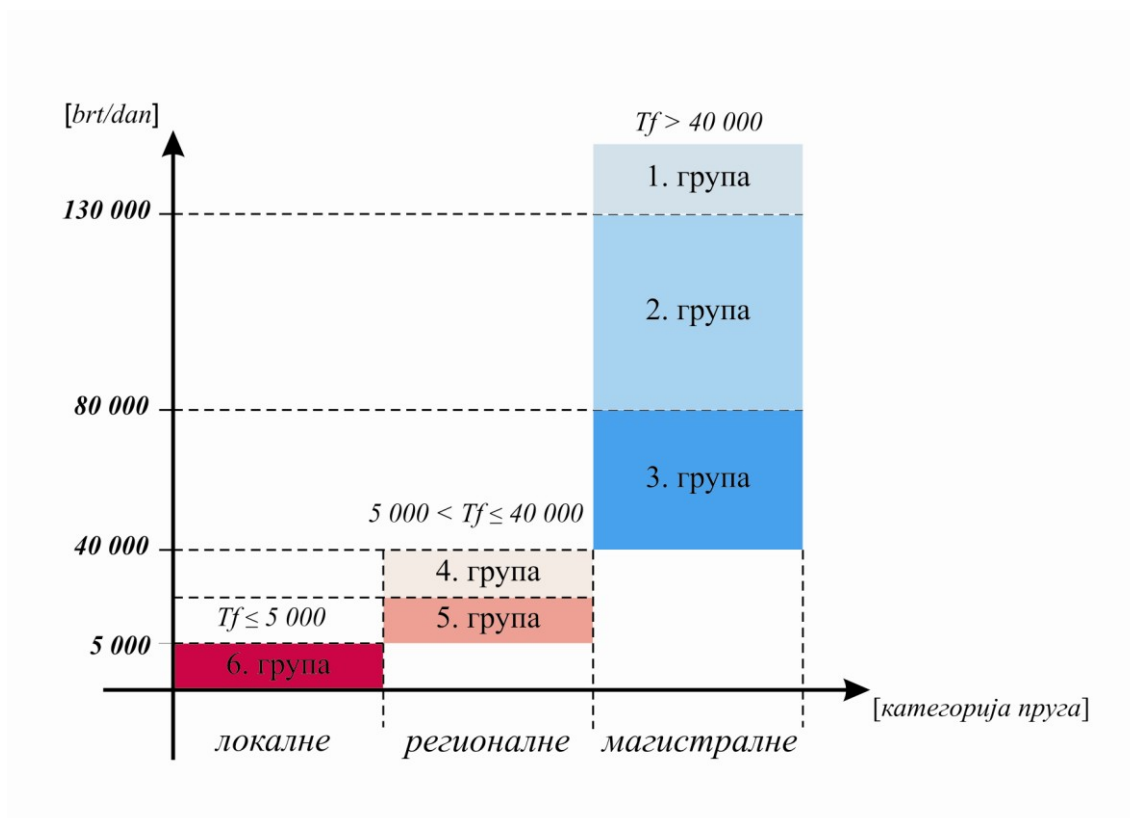 [brt/dan]
Tf > 40 000
1. група
130 000
2. група
80 000
3. група
5 000 < Tf ≤ 40 000
40 000
4. група
Tf ≤ 5 000
5. група
5 000
6. група
[категорија пруга]
локалне
регионалне
магистралне